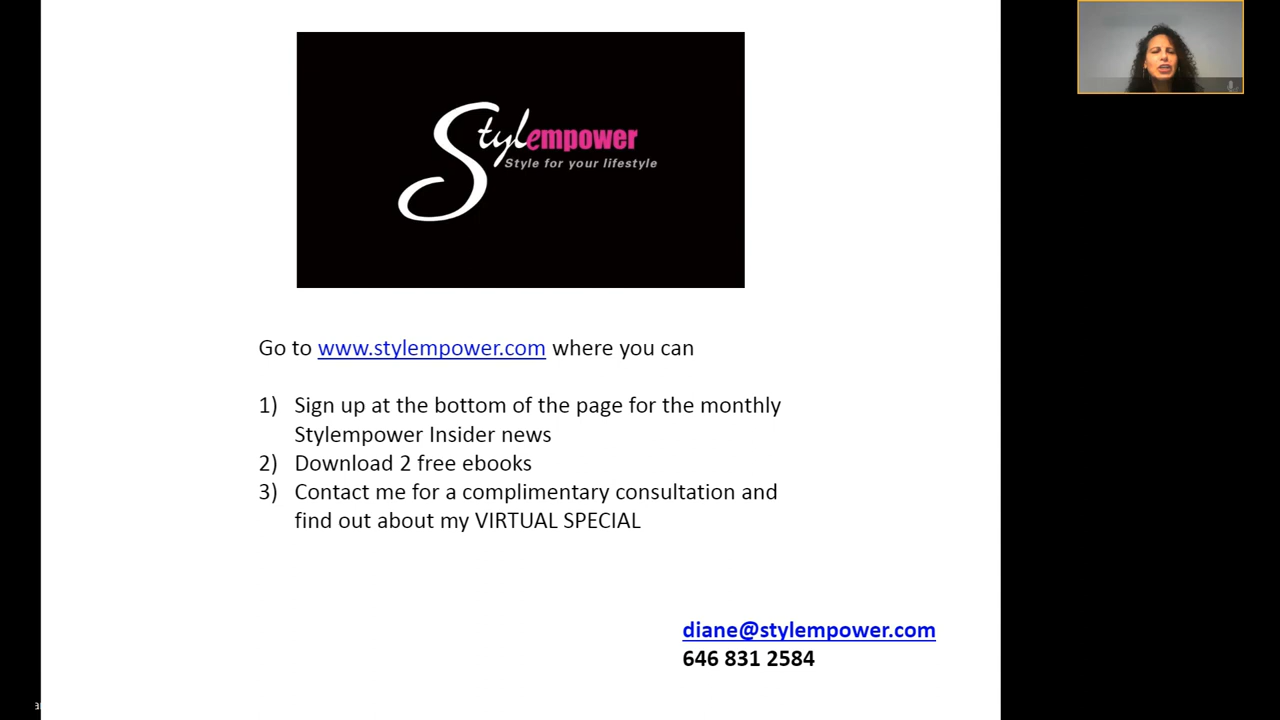 Stylempower
Style for your lifestyle
Go to www.stylempower.com where you can
1) Sign up at the bottom of the page for the monthly
Stylempower Insider news
2) Download 2 free ebooks
3) Contact me for a complimentary consultation and
find out about my VIRTUAL SPECIAL
diane@stylempower.com
646 831 2584